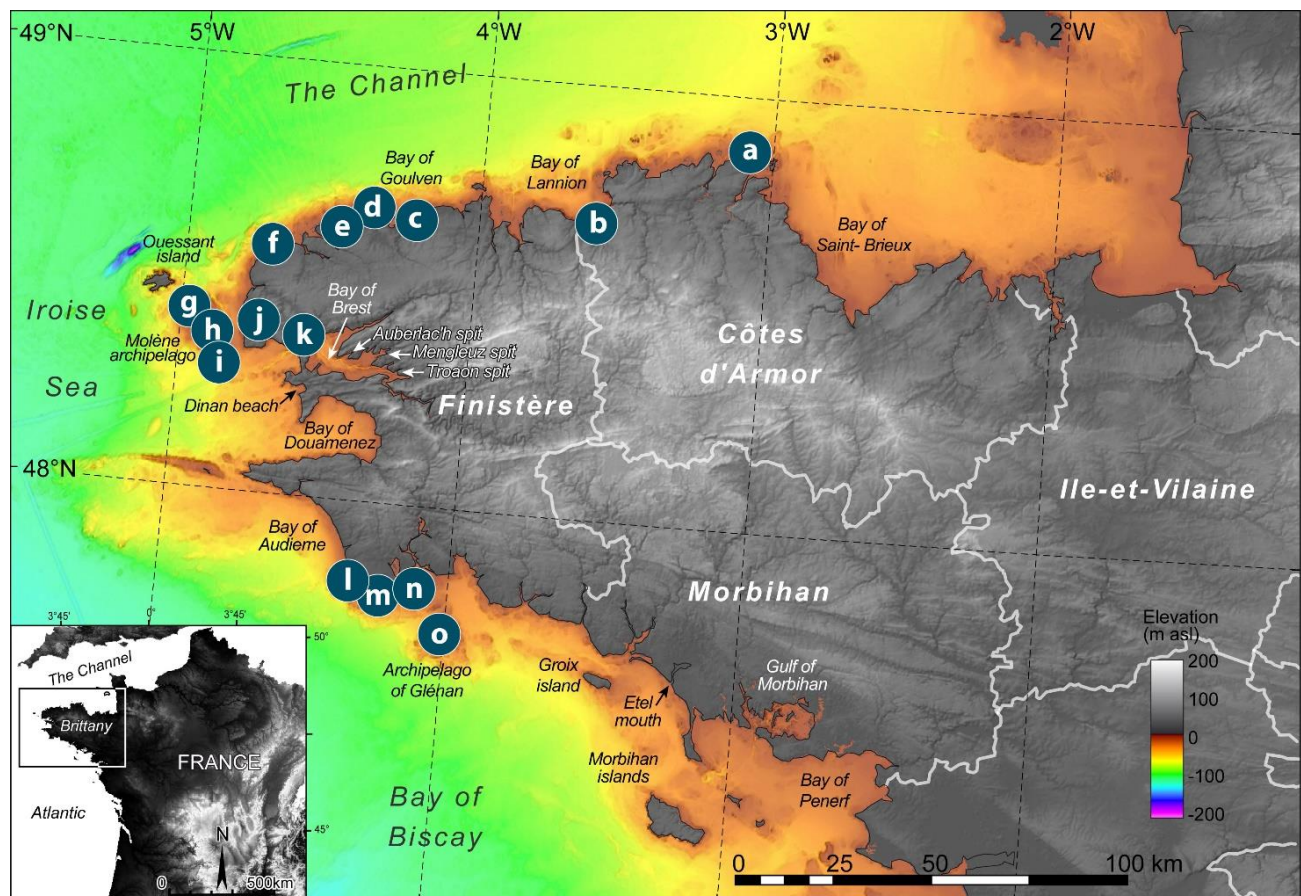 49°N
5°W
4°W
3°W
2°W
The Channel
a
Bay of
Goulven
Bay of
Lannion
d
e
c
b
f
Bay of
Saint- Brieux
Ouessant
island
g
h
i
j
k
Bay of
Brest
Iroise
Sea
Molène
archipelago
Auberlac'h spit
Mengleuz spit
Troaon spit
Côtes
d'Armor
Dinan beach
Finistère
Bay of
Douarnenez
48°N
Ile-et-Vilaine
Bay of
Audierne
l
m
n
o
Morbihan
Archipelago
of Glénan
Groix
island
Etel
mouth
Gulf of
Morbihan
Morbihan
islands
Bay of
Penerf
Bay of
Biscay
Elevation
(m asl)
200
100
0
-100
-200
0
25
50
100 km
3°45'
0°
3°45'
50°
45°
The Channel
Brittany
FRANCE
Atlantic
N
0
500km